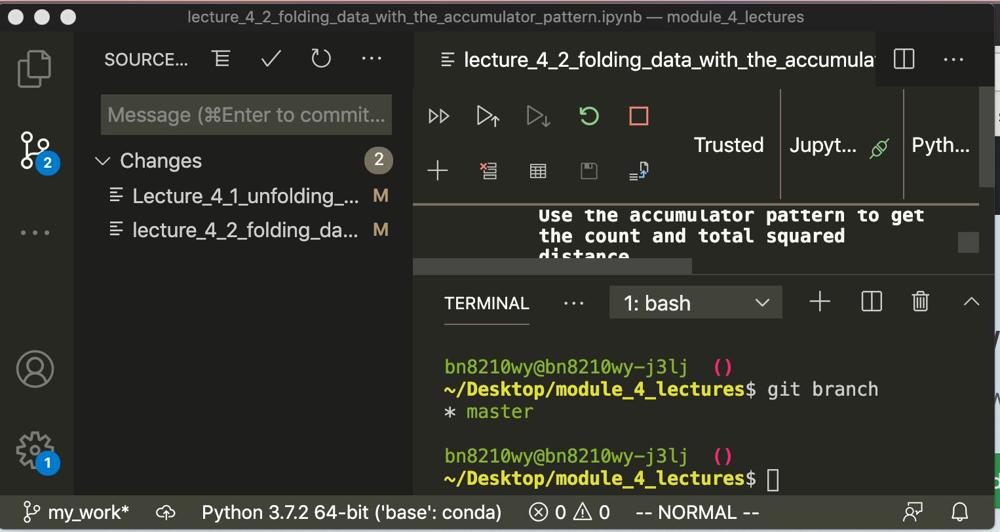 lecture_4_2_folding_data_with_the_accumulator_pattern.ipynb — module_4_lectures
SOURCE...
Message (⌘Enter to commit...
Changes 2
Lecture_4_1_unfolding_... M
lecture_4_2_folding_da... M
2
1
lecture_4_2_folding_data_with_the_accumula
Trusted
Jupyt...
Pyth...
Use the accumulator pattern to get
the count and total squared
distance
TERMINAL ... 1: bash
bn8210wy@bn8210wy-j3lj ()
~/Desktop/module_4_lectures$ git branch
* master
bn8210wy@bn8210wy-j3lj ()
~/Desktop/module_4_lectures$
my_work* Python 3.7.2 64-bit ('base': conda) 0 0 -- NORMAL --